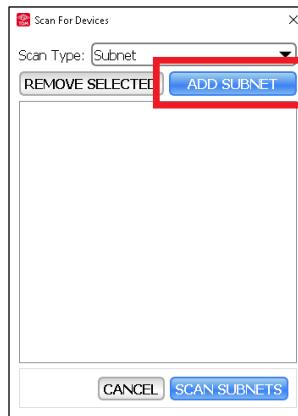 Scan For Devices
Scan Type: Subnet
REMOVE SELECTED ADD SUBNET
CANCEL SCAN SUBNETS